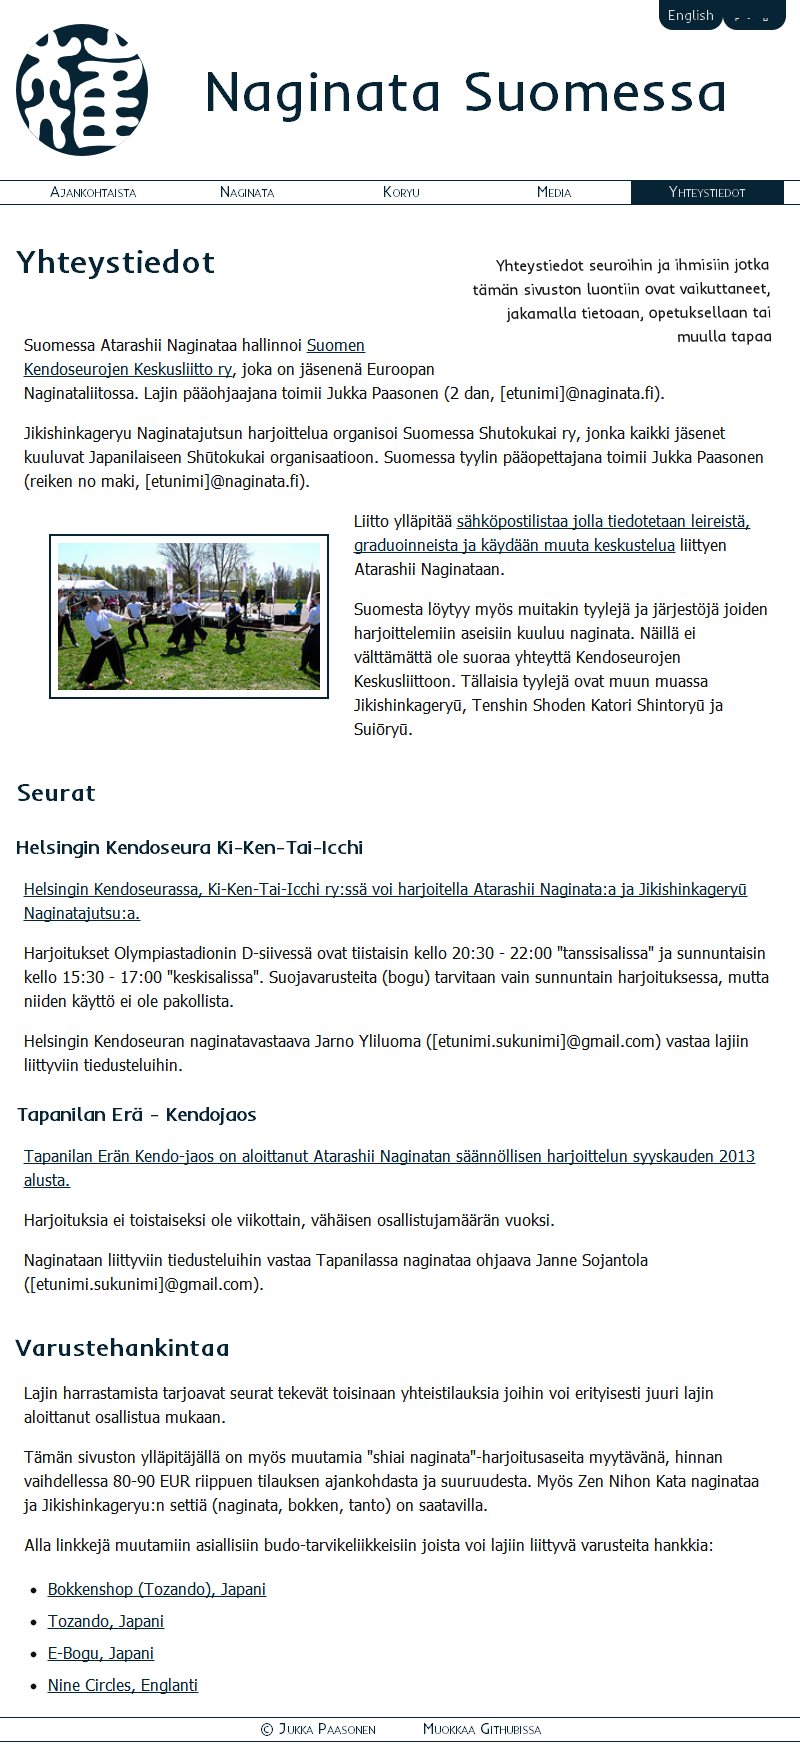 English
Naginata Suomessa
Ajankohtaista Naginata Koryu Media Yhteystiedot
Yhteystiedot
Yhteystiedot seuroihin ja ihmisiin jotka
tämän sivuston luontiin ovat vaikuttaneet,
jakamalla tietoaan, opetuksellaan tai
muulla tapaa
Suomessa Atarashii Naginataa hallinnoi Suomen
Kendoseurojen Keskusliitto ry, joka on jäsenenä Euroopan
Naginataliitossa. Lajin pääohjaajana toimii Jukka Paasonen (2 dan, [etunimi]@naginata.fi).
Jikishinkageryu Naginatajutsun harjoittelua organisoi Suomessa Shutokukai ry, jonka kaikki jäsenet
kuuluvat Japanilaiseen Shūtokukai organisaatioon. Suomessa tyylin pääopettajana toimii Jukka Paasonen
(reiken no maki, [etunimi]@naginata.fi).
Liitto ylläpitää sähköpostilistaa jolla tiedotetaan leireistä,
graduoinneista ja käydään muuta keskustelua liittyen
Atarashii Naginataan.
Suomesta löytyy myös muitakin tyylejä ja järjestöjä joiden
harjoittelemiin aseisiin kuuluu naginata. Näillä ei
välttämättä ole suoraa yhteyttä Kendoseurojen
Keskusliittoon. Tällaisia tyylejä ovat muun muassa
Jikishinkageryū, Tenshin Shoden Katori Shintoryū ja
Suiōryū.
Seurat
Helsingin Kendoseura Ki-Ken-Tai-Icchi
Helsingin Kendoseurassa, Ki-Ken-Tai-Icchi ry:ssä voi harjoitella Atarashii Naginata:a ja Jikishinkageryū
Naginatajutsu:a.
Harjoitukset Olympiastadionin D-siivessä ovat tiistaisin kello 20:30 - 22:00 "tanssisalissa" ja sunnuntaisin
kello 15:30 - 17:00 "keskisalissa". Suojavarusteita (bogu) tarvitaan vain sunnuntain harjoituksessa, mutta
niiden käyttö ei ole pakollista.
Helsingin Kendoseuran naginatavastaava Jarno Yliluoma ([etunimi.sukunimi]@gmail.com) vastaa lajiin
liittyviin tiedusteluihin.
Tapanilan Erä - Kendojaos
Tapanilan Erän Kendo-jaos on aloittanut Atarashii Naginatan säännöllisen harjoittelun syyskauden 2013
alusta.
Harjoituksia ei toistaiseksi ole viikottain, vähäisen osallistujamäärän vuoksi.
Naginataan liittyviin tiedusteluihin vastaa Tapanilassa naginataa ohjaava Janne Sojantola
([etunimi.sukunimi]@gmail.com).
Varustehankintaa
Lajin harrastamista tarjoavat seurat tekevät toisinaan yhteistilauksia joihin voi erityisesti juuri lajin
aloittanut osallistua mukaan.
Tämän sivuston ylläpitäjällä on myös muutamia "shiai naginata"-harjoitusaseita myytävänä, hinnan
vaihdellessa 80-90 EUR riippuen tilauksen ajankohdasta ja suuruudesta. Myös Zen Nihon Kata naginataa
ja Jikishinkageryu:n settiä (naginata, bokken, tanto) on saatavilla.
Alla linkkejä muutamiin asiallisiin budo-tarvikeliikkeisiin joista voi lajiin liittyvä varusteita hankkia:
• Bokkenshop (Tozando), Japani
• Tozando, Japani
• E-Bogu, Japani
• Nine Circles, Englanti
© Jukka Paasonen Muokkaa Githubissa